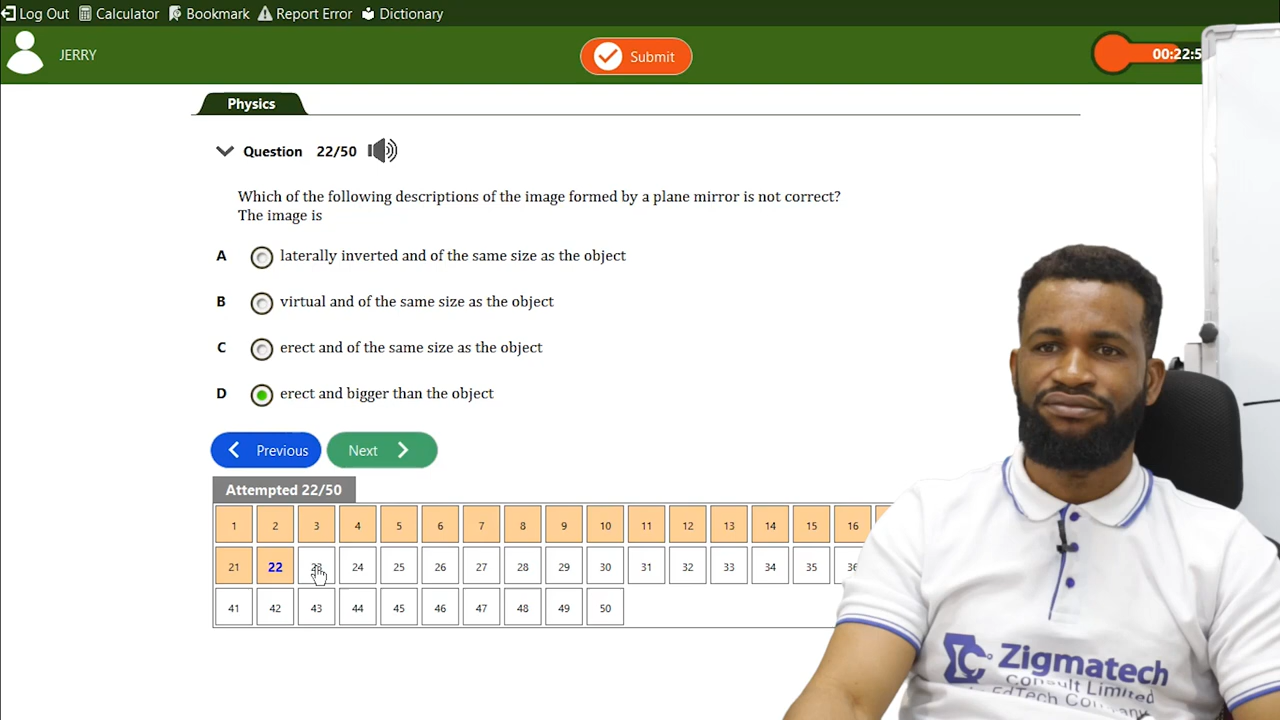 Log Out Calculator Bookmark Report Error Dictionary
JERRY
Submit
00:22:5
Physics
Question 22/50
Which of the following descriptions of the image formed by a plane mirror is not correct?
The image is
A laterally inverted and of the same size as the object
B virtual and of the same size as the object
C erect and of the same size as the object
D erect and bigger than the object
Previous Next
Attempted 22/50
1 2 3 4 5 6 7 8 9 10 11 12 13 14 15 16
21 22 23 24 25 26 27 28 29 30 31 32 33 34 35 36
41 42 43 44 45 46 47 48 49 50
Zigmatech
Consult Limited
EdTech Company